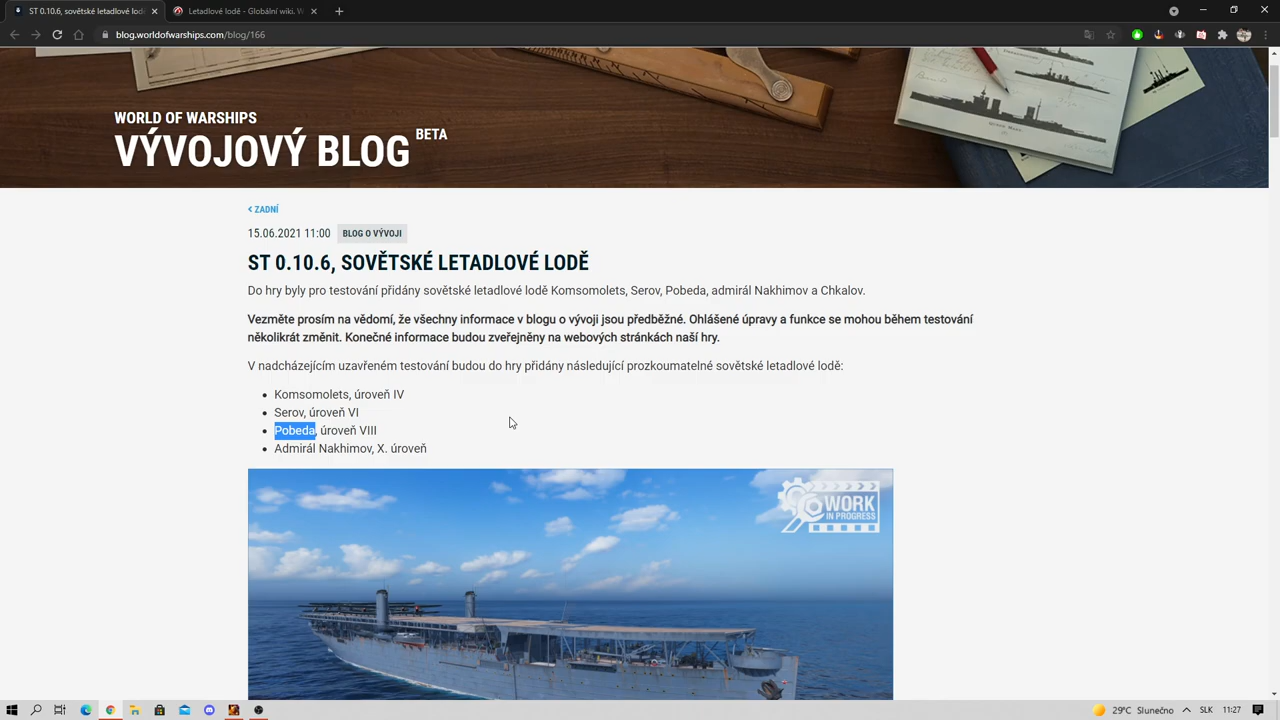 ST 0.10.6, sovětské letadlové lodě
Letadlové lodě - Globální wiki. W
blog.worldofwarships.com/blog/166
WORLD OF WARSHIPS
VÝVOJOVÝ BLOG BETA
< ZADNÍ
15.06.2021 11:00 BLOG O VÝVOJI
ST 0.10.6, SOVĚTSKÉ LETADLOVÉ LODĚ
Do hry byly pro testování přidány sovětské letadlové lodě Komsomolets, Serov, Pobeda, admirál Nakhimov a Chkalov.
Vezměte prosím na vědomí, že všechny informace v blogu o vývoji jsou předběžné. Ohlášené úpravy a funkce se mohou během testování
několikrát změnit. Konečné informace budou zveřejněny na webových stránkách naší hry.
V nadcházejícím uzavřeném testování budou do hry přidány následující prozkoumatelné sovětské letadlové lodě:
• Komsomolets, úroveň IV
• Serov, úroveň VI
• Pobeda, úroveň VIII
• Admirál Nakhimov, X. úroveň
WORK
IN PROGRESS
29°C Slunečno SLK 11:27